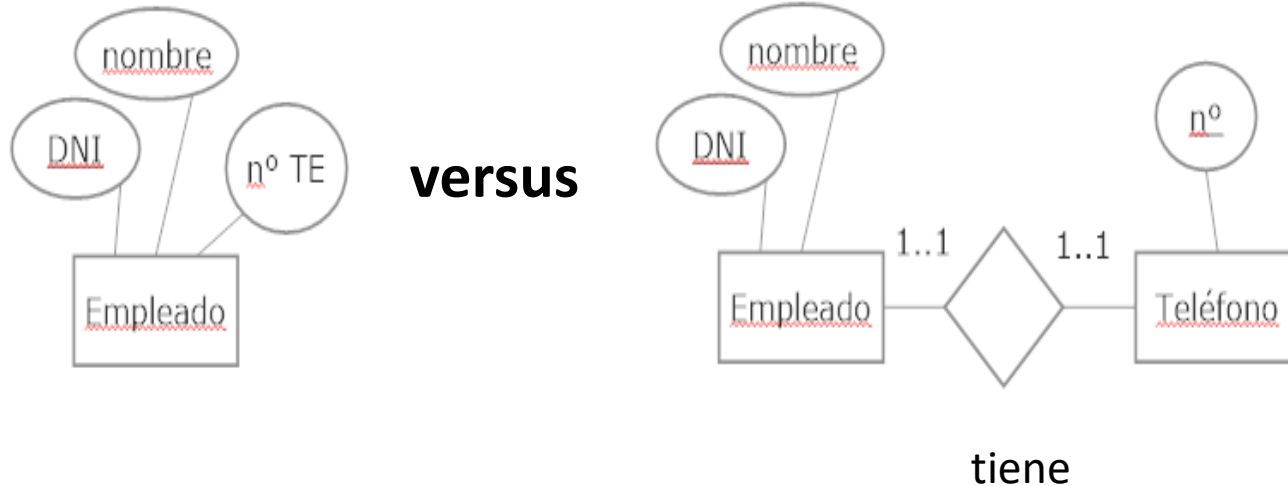 nombre
DNI
nº TE
Empleado
versus
nombre
DNI
nº
1..1
1..1
Empleado
Teléfono
tiene